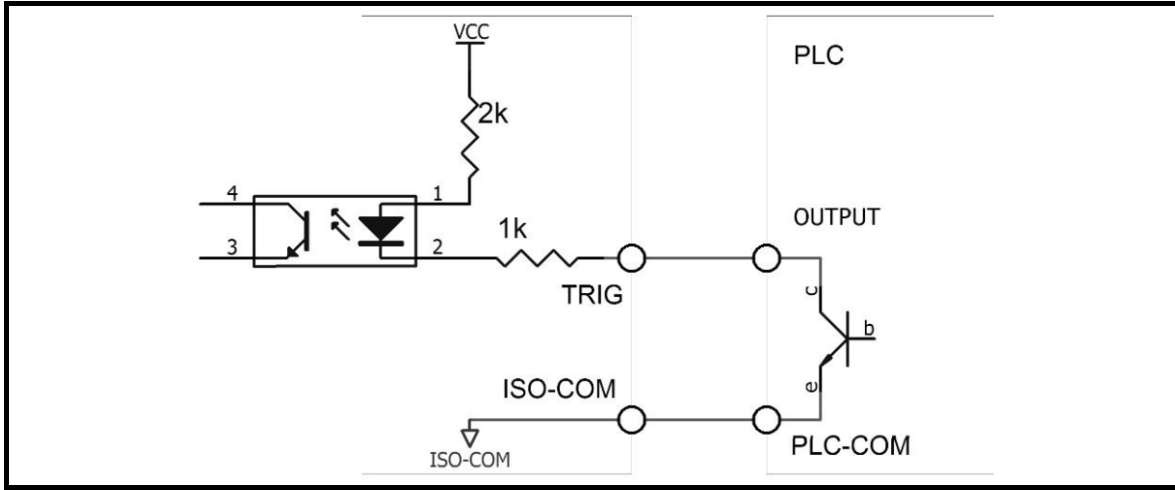 VCC
PLC
2k
4
1
OUTPUT
1k
3
2
c
TRIG
b
e
ISO-COM
PLC-COM
ISO-COM